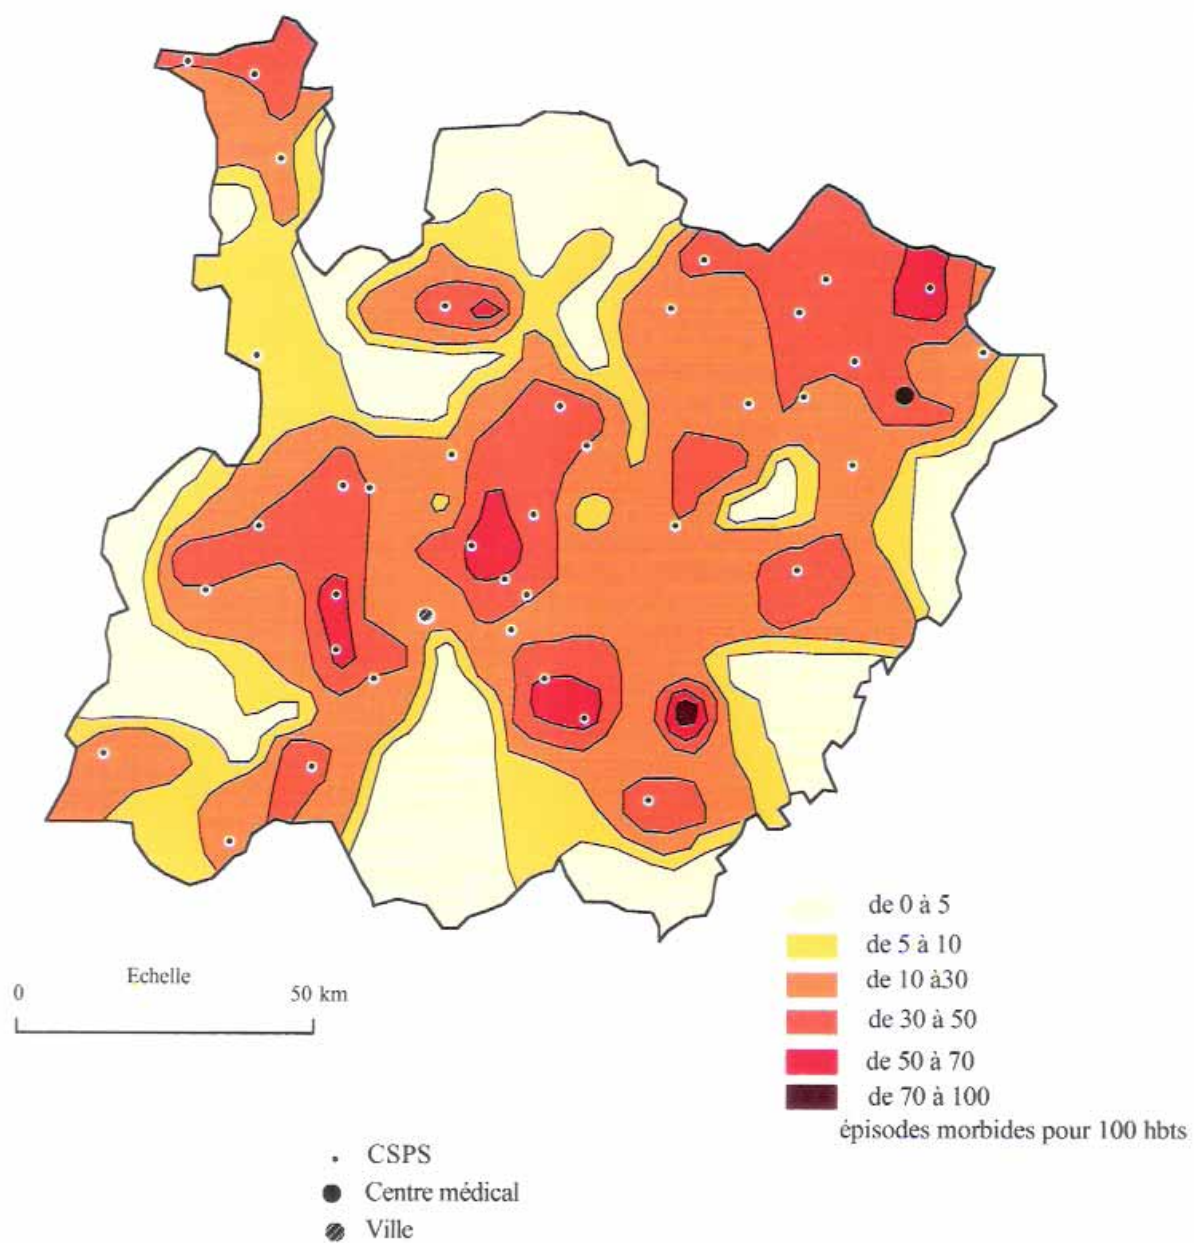 de 0 à 5
de 5 à 10
de 10 à30
de 30 à 50
de 50 à 70
de 70 à 100
épisodes morbides pour 100 hbts
Echelle
0 50 km
CSPS
Centre médical
Ville